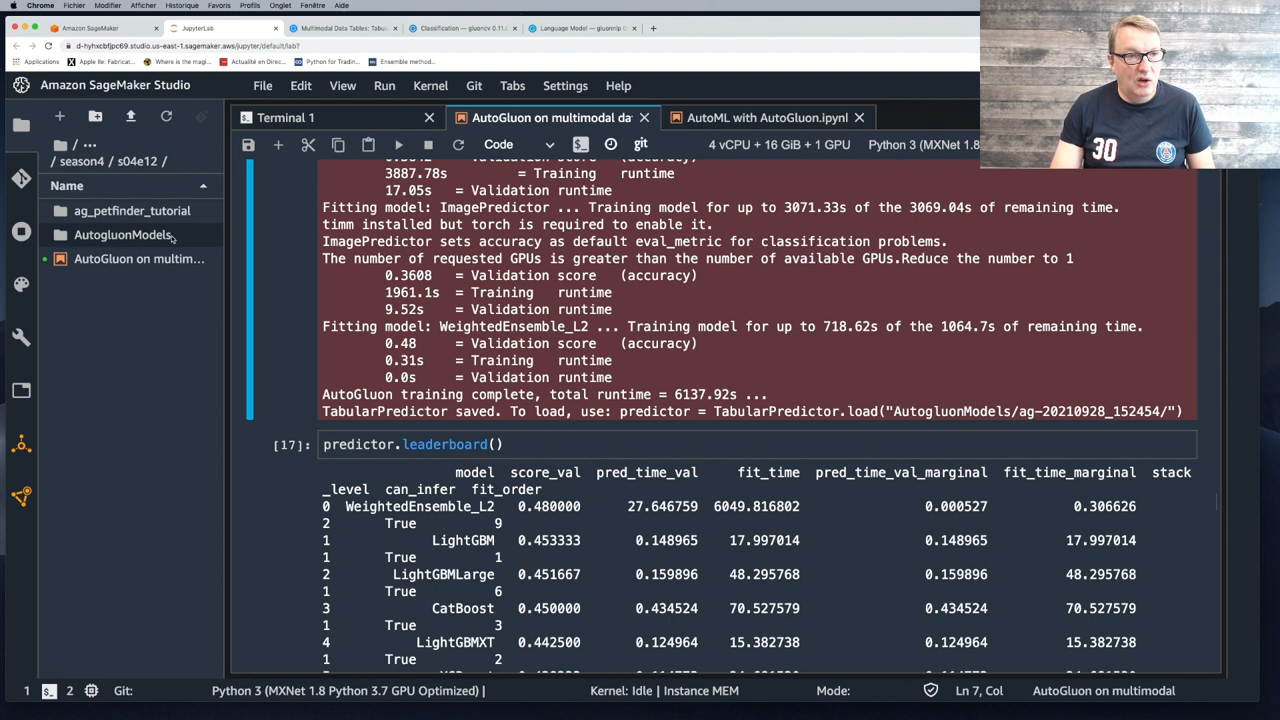 Chrome Fichier Édition Afficher Historique Favoris Profils Onglet Fenêtre Aide
Amazon SageMaker
JupyterLab
Multimodal Data Tables: Tabul
Classification — gluoncv 0.11.0
Language Model — gluonnlp 0
d-hyhxcbfjpc69.studio.us-east-1.sagemaker.aws/jupyter/default/lab?
Applications
Apple IIe: Fabricat...
Where is the magi...
Actualité en Direc...
Python for Tradin...
Ensemble method...
Amazon SageMaker Studio
File Edit View Run Kernel Git Tabs Settings Help
/ ...
/ season4 / s04e12 /
Name
ag_petfinder_tutorial
AutogluonModels
AutoGluon on multim...
Terminal 1
AutoGluon on multimodal da
AutoML with AutoGluon.ipynl
Code
git
4 vCPU + 16 GiB + 1 GPU
Python 3 (MXNet 1.8
3887.78s = Training runtime
17.05s = Validation runtime
Fitting model: ImagePredictor ... Training model for up to 3071.33s of the 3069.04s of remaining time.
timm installed but torch is required to enable it.
ImagePredictor sets accuracy as default eval_metric for classification problems.
The number of requested GPUs is greater than the number of available GPUs.Reduce the number to 1
0.3608 = Validation score (accuracy)
1961.1s = Training runtime
9.52s = Validation runtime
Fitting model: WeightedEnsemble_L2 ... Training model for up to 718.62s of the 1064.7s of remaining time.
0.48 = Validation score (accuracy)
0.31s = Training runtime
0.0s = Validation runtime
AutoGluon training complete, total runtime = 6137.92s ...
TabularPredictor saved. To load, use: predictor = TabularPredictor.load("AutogluonModels/ag-20210928_152454/")
[17]: predictor.leaderboard()
model score_val pred_time_val fit_time pred_time_val_marginal fit_time_marginal stack
_level can_infer fit_order
0 WeightedEnsemble_L2 0.480000 27.646759 6049.816802 0.000527 0.306626
2 True 9
1 LightGBM 0.453333 0.148965 17.997014 0.148965 17.997014
1 True 1
2 LightGBMLarge 0.451667 0.159896 48.295768 0.159896 48.295768
1 True 6
3 CatBoost 0.450000 0.434524 70.527579 0.434524 70.527579
1 True 3
4 LightGBMXT 0.442500 0.124964 15.382738 0.124964 15.382738
1 True 2
30
1 2 Git: Python 3 (MXNet 1.8 Python 3.7 GPU Optimized) | Kernel: Idle | Instance MEM Mode: Ln 7, Col AutoGluon on multimodal